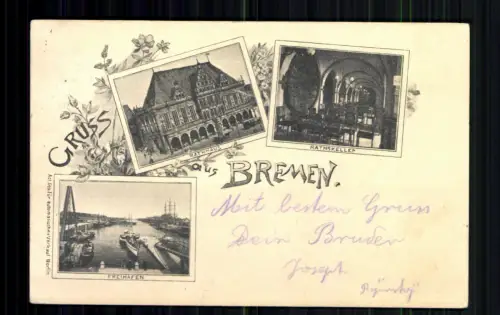 GRUSS
aus BREMEN.
RATHSKELLER
FREIHAFEN
Mit bestem Gruss
Dein Bruder
Joseph